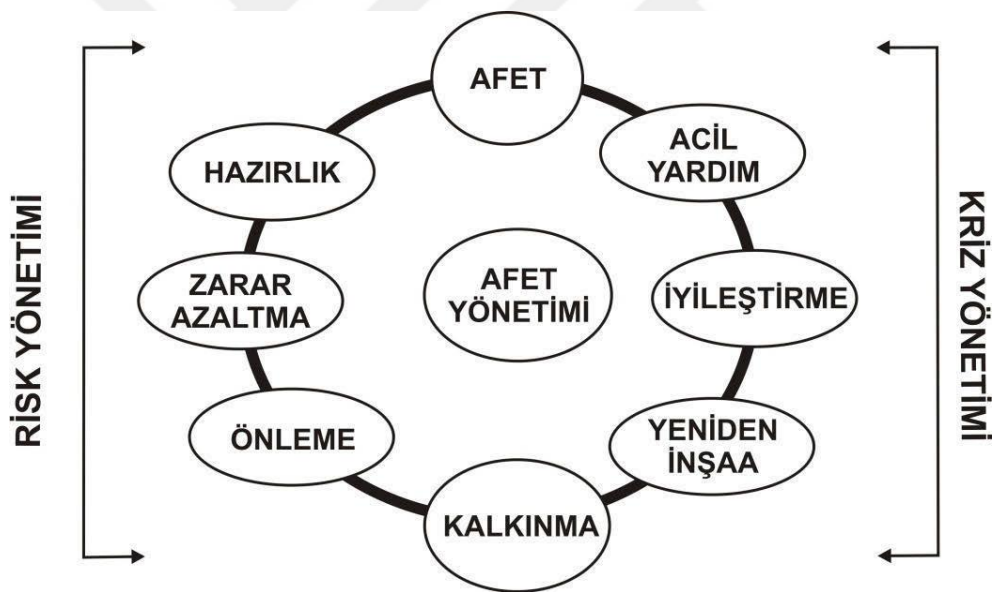 AFET
ACİL
YARDIM
HAZIRLIK
RİSK YÖNETİMİ
KRİZ YÖNETİMİ
ZARAR
AZALTMA
AFET
YÖNETİMİ
İYİLEŞTİRME
ÖNLEME
YENİDEN
İNŞAA
KALKINMA